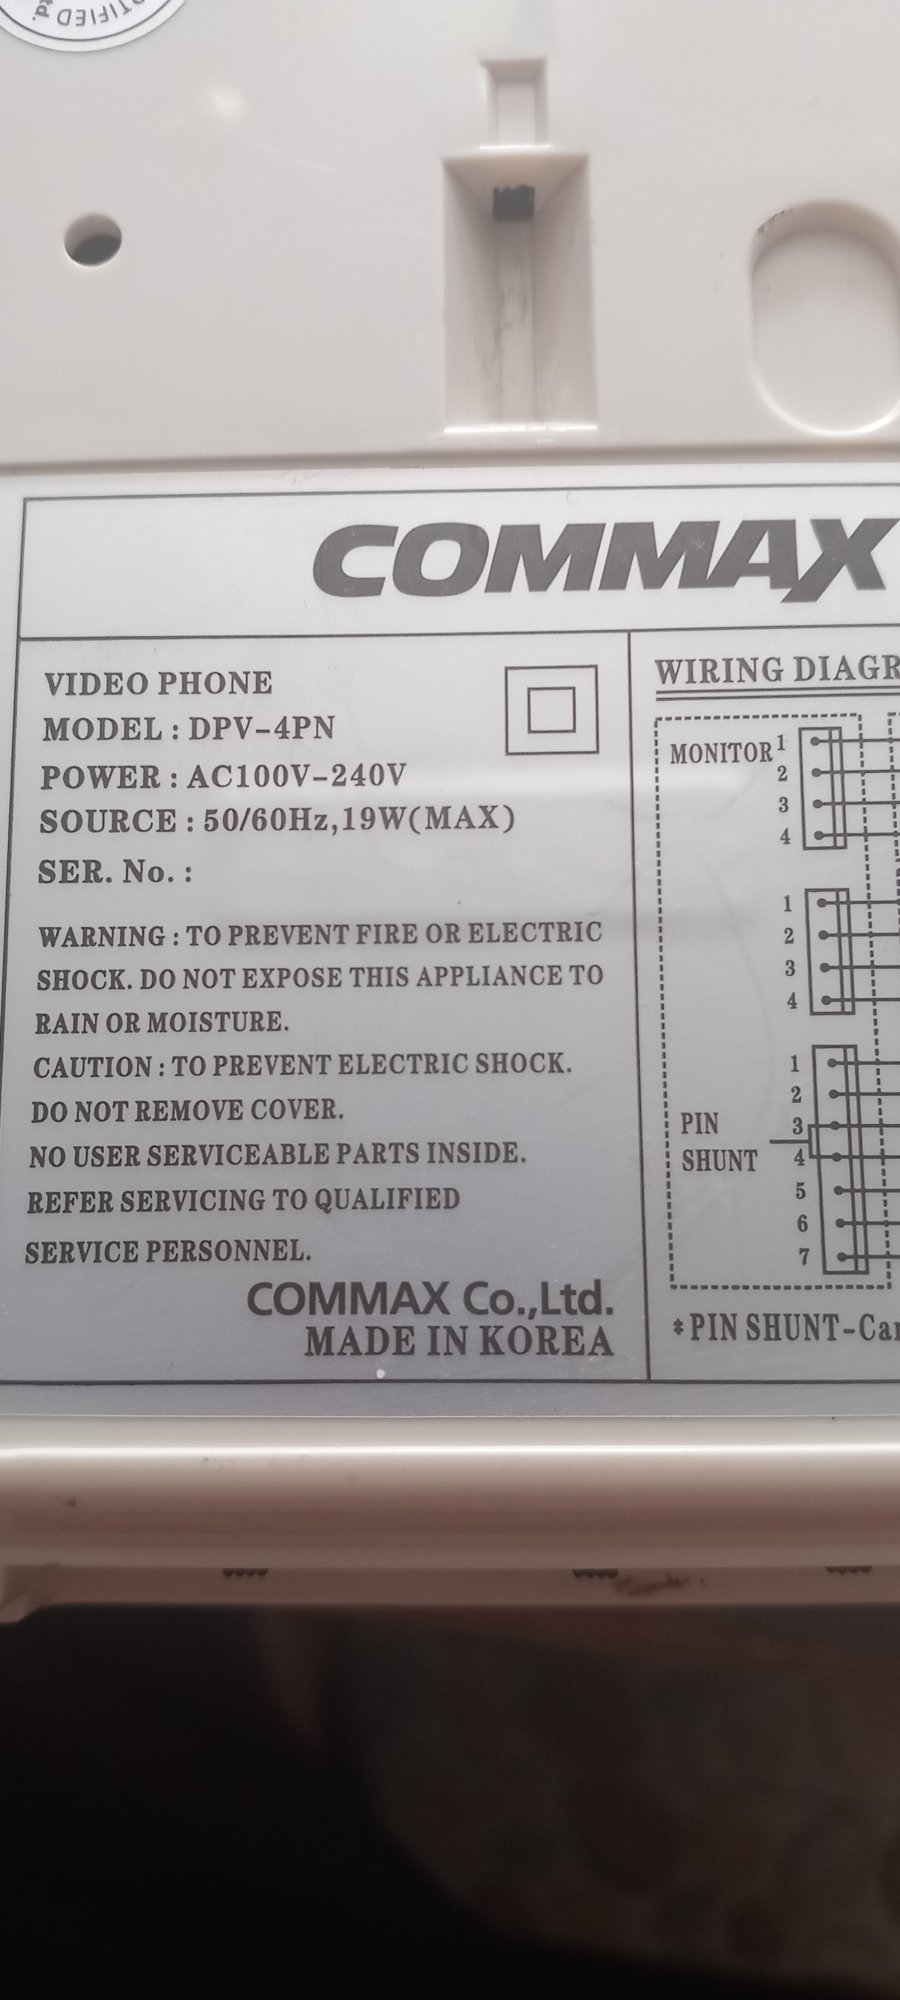 COMMAX
VIDEO PHONE
MODEL : DPV-4PN
POWER : AC100V-240V
SOURCE : 50/60Hz,19W(MAX)
SER. No. :
WARNING : TO PREVENT FIRE OR ELECTRIC
SHOCK. DO NOT EXPOSE THIS APPLIANCE TO
RAIN OR MOISTURE.
CAUTION : TO PREVENT ELECTRIC SHOCK.
DO NOT REMOVE COVER.
NO USER SERVICEABLE PARTS INSIDE.
REFER SERVICING TO QUALIFIED
SERVICE PERSONNEL.
COMMAX Co.,Ltd.
MADE IN KOREA
WIRING DIAGR
MONITOR 1
2
3
4
1
2
3
4
1
2
PIN 3
SHUNT 4
5
6
7
*PIN SHUNT-Car